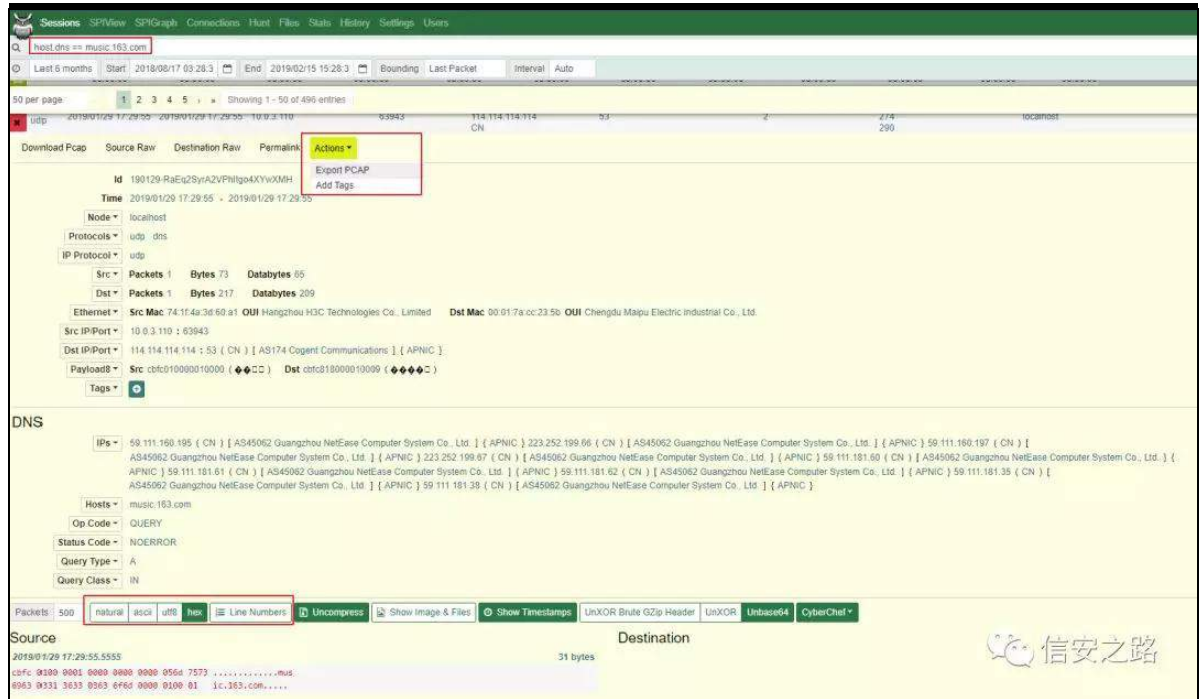 Sessions SPIView SPIGraph Connections Hunt Files Stats History Settings Users
host.dns == music.163.com
Last 6 months Start 2018/08/17 03:28:3 End 2019/02/15 15:28:3 Bounding Last Packet Interval Auto
50 per page 1 2 3 4 5 › » Showing 1 - 50 of 496 entries
udp 2019/01/29 17:29:55 2019/01/29 17:29:55 10.0.3.110 63943 114.114.114.114 53 2 274 localhost
CN 290
Download Pcap Source Raw Destination Raw Permalink Actions
Export PCAP
Add Tags
Id 190129-RaEq2SyrA2VPhItgo4XYwXMH
Time 2019/01/29 17:29:55 - 2019/01/29 17:29:55
Node localhost
Protocols udp dns
IP Protocol udp
Src Packets 1 Bytes 73 Databytes 65
Dst Packets 1 Bytes 217 Databytes 209
Ethernet Src Mac 74:1f:4a:3d:60:a1 OUI Hangzhou H3C Technologies Co., Limited Dst Mac 00:01:7a:cc:23:5b OUI Chengdu Maipu Electric Industrial Co., Ltd.
Src IP/Port 10.0.3.110 : 63943
Dst IP/Port 114.114.114.114 : 53 ( CN ) [ AS174 Cogent Communications ] { APNIC }
Payload8 Src cbfc010000010000 ( ��□□ ) Dst cbfc818000010009 ( ����□ )
Tags
DNS
IPs 59.111.160.195 ( CN ) [ AS45062 Guangzhou NetEase Computer System Co., Ltd. ] { APNIC } 223.252.199.66 ( CN ) [ AS45062 Guangzhou NetEase Computer System Co., Ltd. ] { APNIC } 59.111.160.197 ( CN ) [
AS45062 Guangzhou NetEase Computer System Co., Ltd. ] { APNIC } 223.252.199.67 ( CN ) [ AS45062 Guangzhou NetEase Computer System Co., Ltd. ] { APNIC } 59.111.181.60 ( CN ) [ AS45062 Guangzhou NetEase Computer System Co., Ltd. ] {
APNIC } 59.111.181.61 ( CN ) [ AS45062 Guangzhou NetEase Computer System Co., Ltd. ] { APNIC } 59.111.181.62 ( CN ) [ AS45062 Guangzhou NetEase Computer System Co., Ltd. ] { APNIC } 59.111.181.35 ( CN ) [
AS45062 Guangzhou NetEase Computer System Co., Ltd. ] { APNIC } 59.111.181.38 ( CN ) [ AS45062 Guangzhou NetEase Computer System Co., Ltd. ] { APNIC }
Hosts music.163.com
Op Code QUERY
Status Code NOERROR
Query Type A
Query Class IN
Packets 500 natural ascii utf8 hex Line Numbers Uncompress Show Image & Files Show Timestamps UnXOR Brute GZip Header UnXOR Unbase64 CyberChef
Source Destination
2019/01/29 17:29:55.5555 31 bytes
cbfc 0100 0001 0000 0000 0000 056d 7573 .............mus
6963 0331 3633 0363 6f6d 0000 0100 01 ic.163.com.....
信安之路